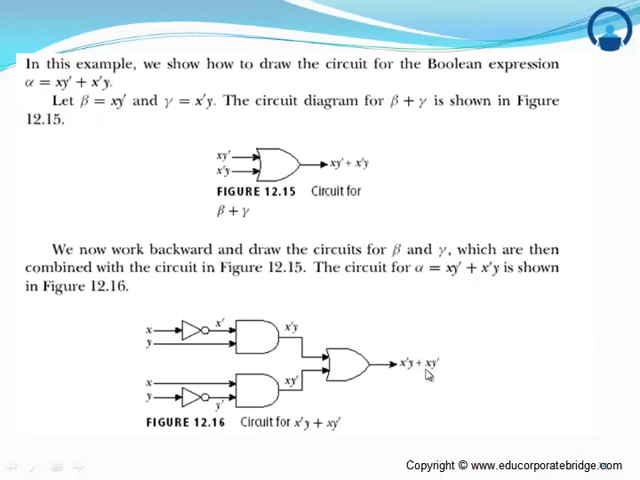 In this example, we show how to draw the circuit for the Boolean expression
α = xy′ + x′y.
Let β = xy′ and γ = x′y. The circuit diagram for β + γ is shown in Figure
12.15.
xy′
x′y
xy′ + x′y
FIGURE 12.15 Circuit for
β + γ
We now work backward and draw the circuits for β and γ, which are then
combined with the circuit in Figure 12.15. The circuit for α = xy′ + x′y is shown
in Figure 12.16.
x x′ x′y
y
x′y + xy′
x xy′
y y′
FIGURE 12.16 Circuit for x′y + xy′
Copyright © www.educorporatebridge.com